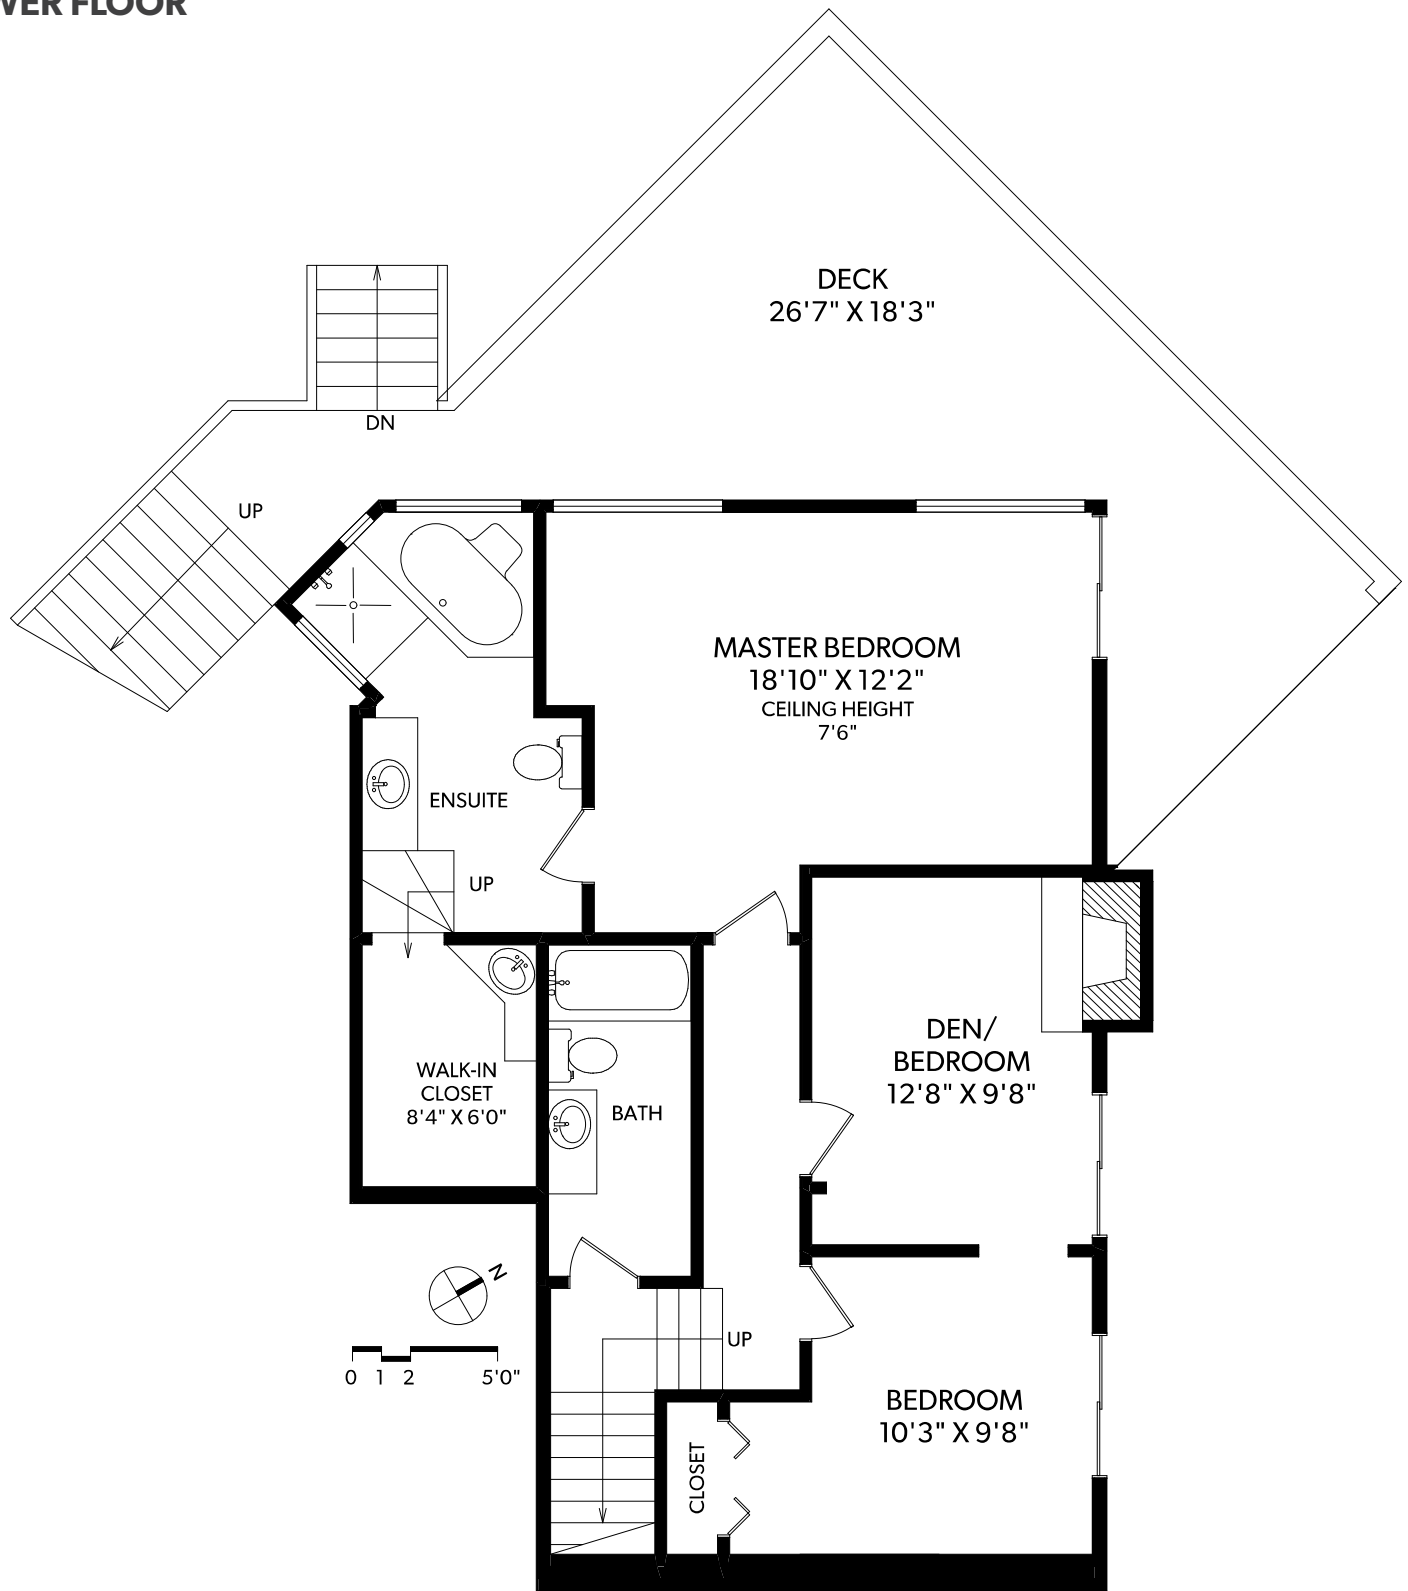 FLOOR
DECK
26'7" X 18'3"
DN
UP
MASTER BEDROOM
18'10" X 12'2"
CEILING HEIGHT
7'6"
ENSUITE
UP
DEN/
BEDROOM
12'8" X 9'8"
WALK-IN
CLOSET
8'4" X 6'0"
BATH
N
UP
0 1 2 5'0"
BEDROOM
10'3" X 9'8"
CLOSET